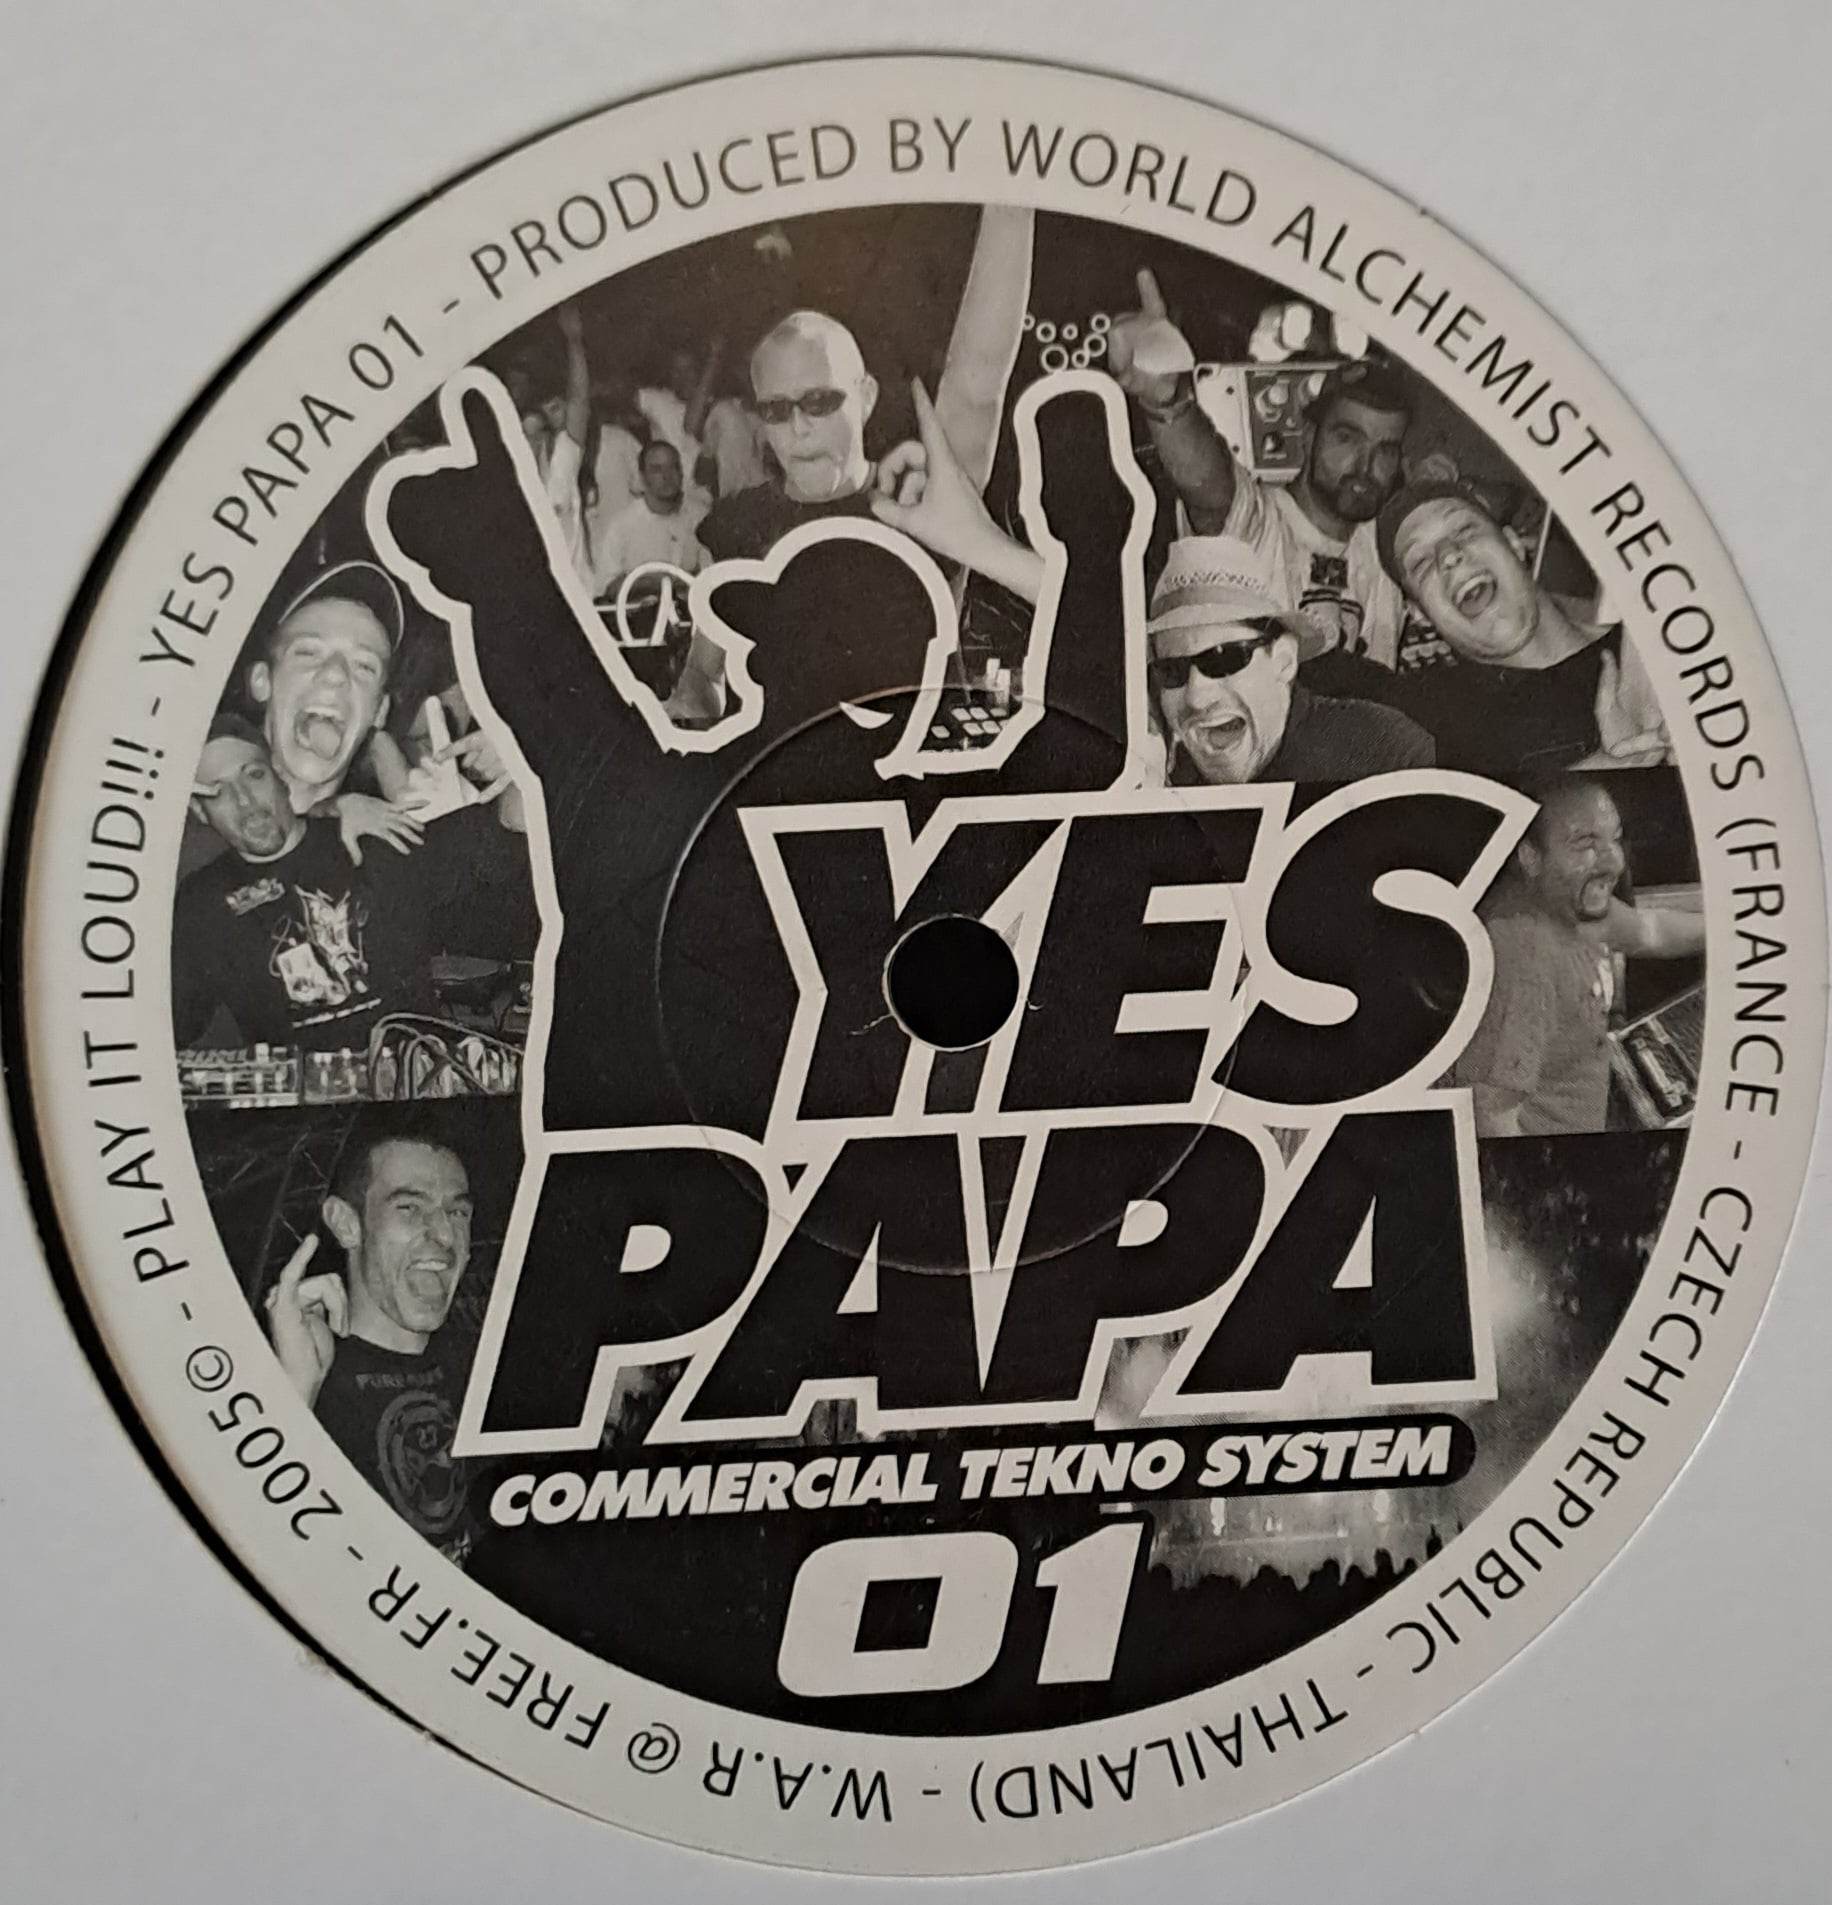 YES PAPA 01 - PRODUCED BY WORLD ALCHEMIST RECORDS (FRANCE - CZECH REPUBLIC - THAILAND) - W.A.R @ FREE.FR - 2005© - PLAY IT LOUD!!! -
YES
PAPA
COMMERCIAL TEKNO SYSTEM
01